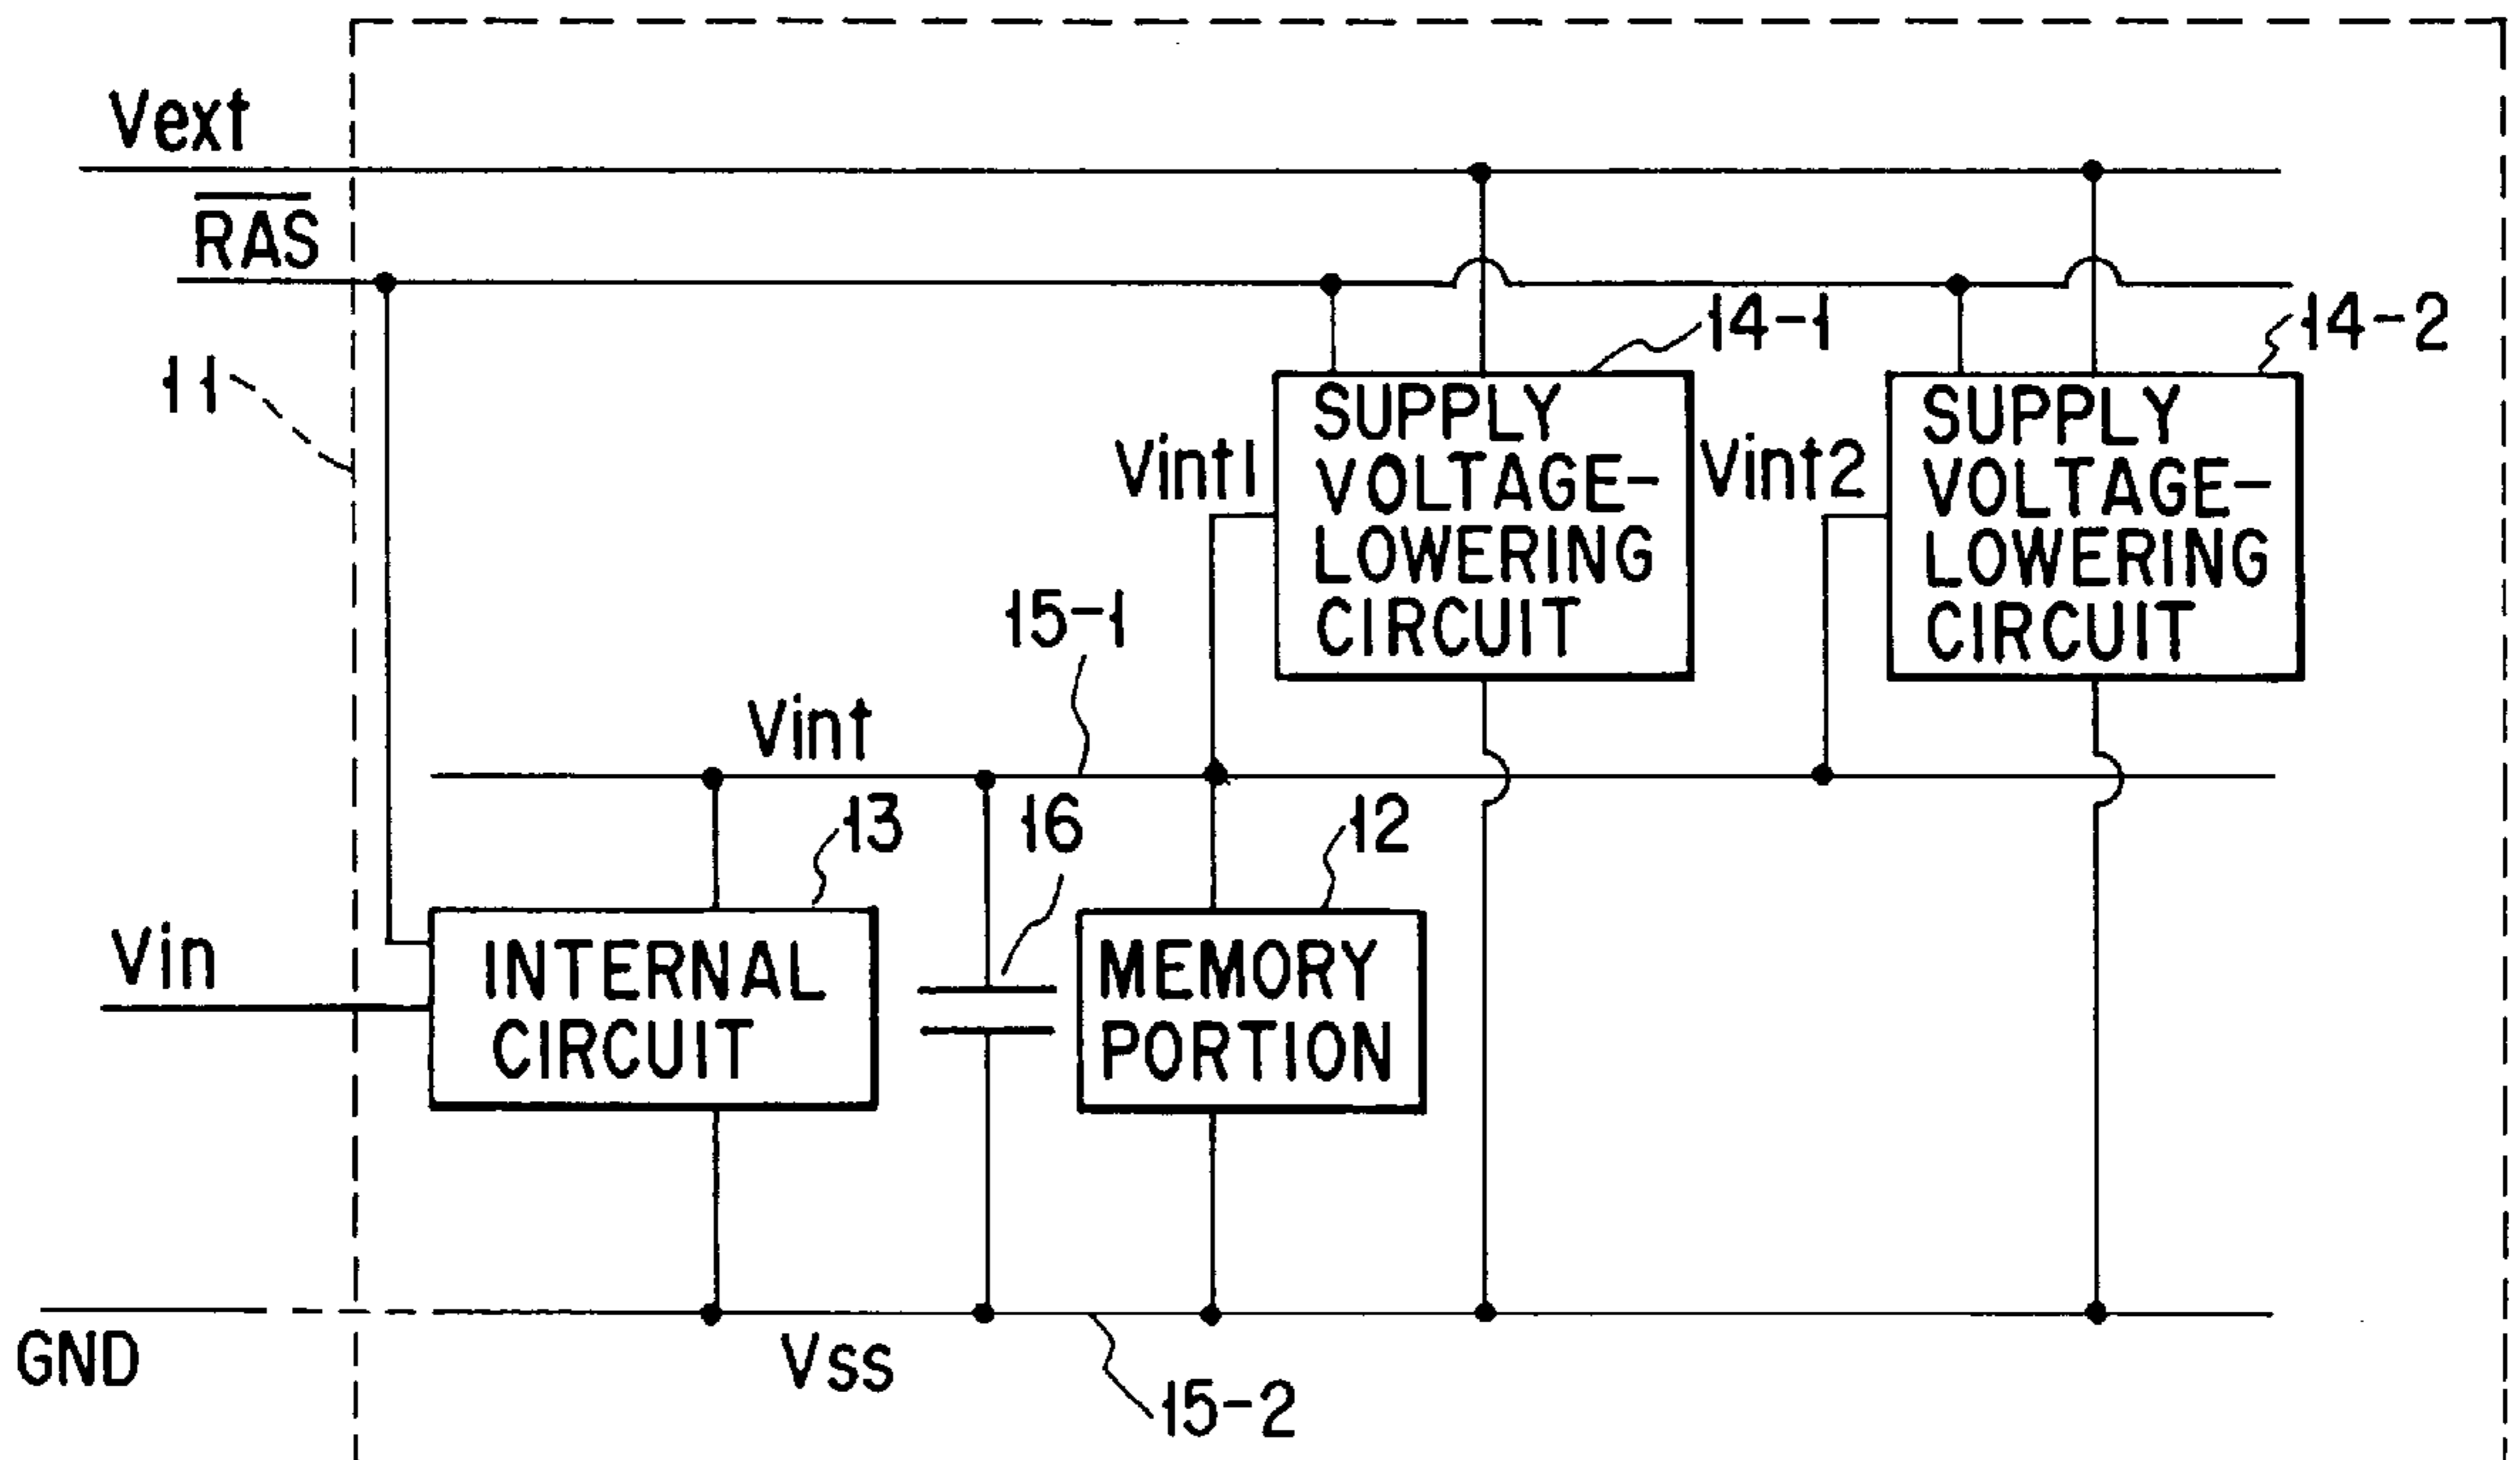 Vext
RAS
14-1
14-2
11
SUPPLY
VOLTAGE-
LOWERING
CIRCUIT
SUPPLY
VOLTAGE-
LOWERING
CIRCUIT
Vint1
Vint2
15-1
Vint
13
16
12
Vin
INTERNAL
CIRCUIT
MEMORY
PORTION
GND
VSS
15-2